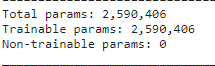 Total params: 2,590,406
Trainable params: 2,590,406
Non-trainable params: 0